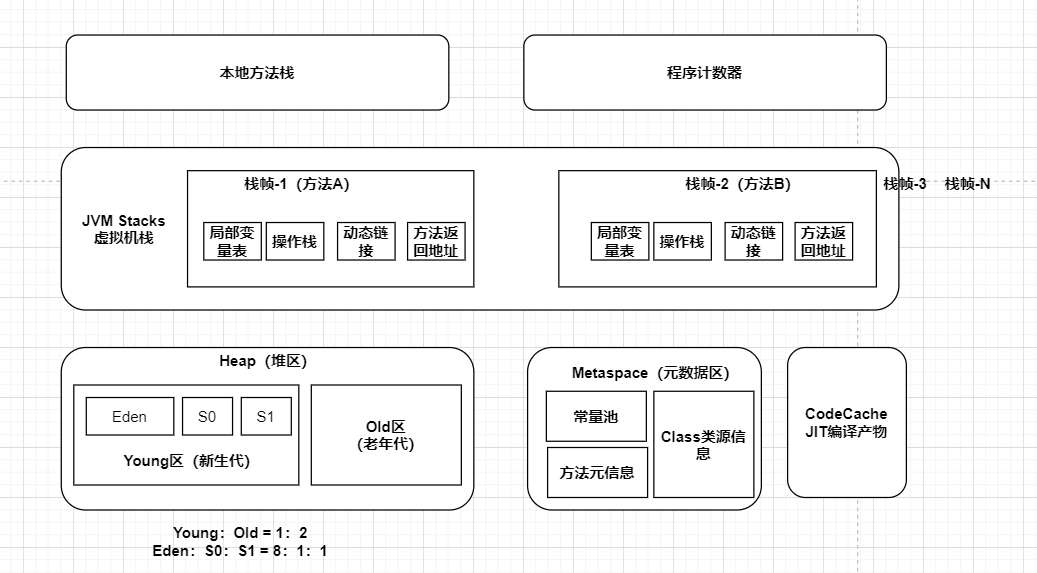 本地方法栈
程序计数器
栈帧-1（方法A）
栈帧-2（方法B）
栈帧-3
栈帧-N
JVM Stacks
虚拟机栈
局部变
量表
操作栈
动态链
接
方法返
回地址
局部变
量表
操作栈
动态链
接
方法返
回地址
Heap（堆区）
Eden
S0
S1
Young区（新生代）
Old区
（老年代）
Metaspace（元数据区）
常量池
方法元信息
Class类源信
息
CodeCache
JIT编译产物
Young：Old = 1：2
Eden：S0：S1 = 8：1：1